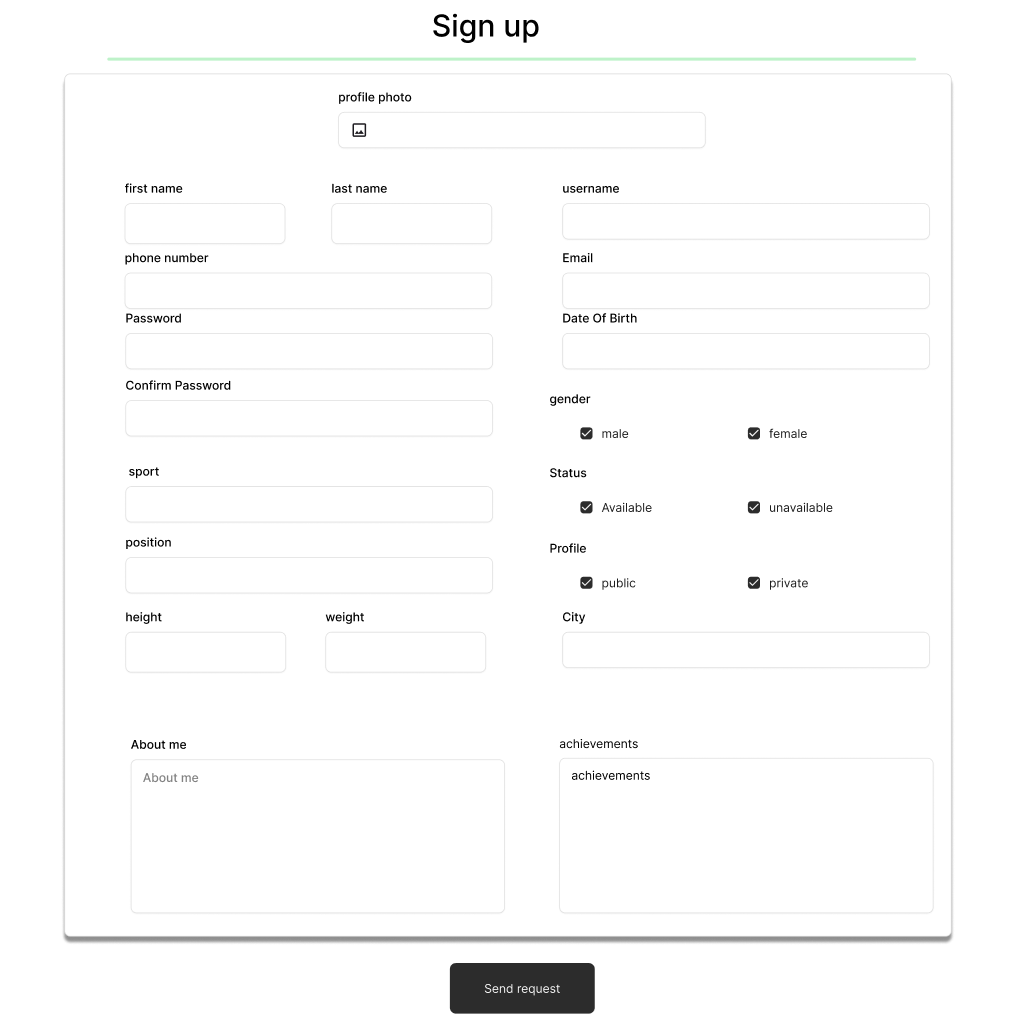 Sign up
profile photo
first name
last name
username
phone number
Email
Password
Date Of Birth
Confirm Password
gender
male
female
sport
Status
Available
unavailable
position
Profile
public
private
height
weight
City
About me
achievements
About me
achievements
Send request